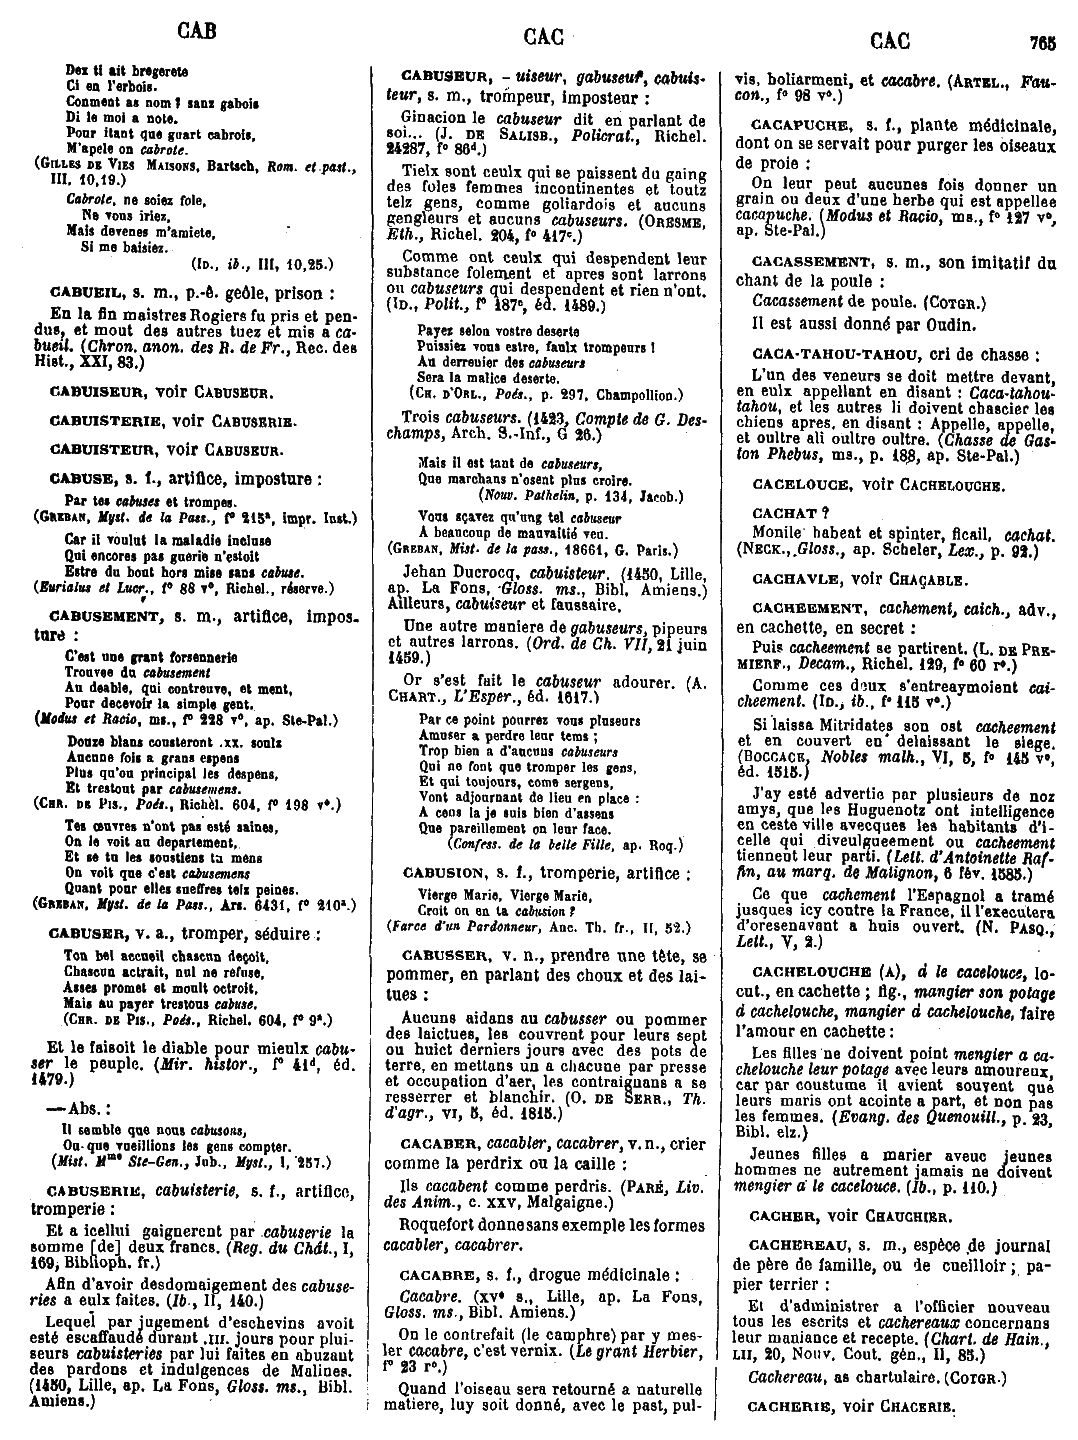 CAB
CAC
CAC
765
Dex ti ait bregerete
Ci en l'erbois.
Conment as nom? sanz gabois
Di le moi a note.
Pour itant que guart cabrois,
M'apele on cabrote.
(GILLES DE VIES MAISONS, Bartsch, Rom. et past.,
III, 10,19.)
Cabrote, ne soiez fole,
Ne vous iriez,
Mais devenes m'amiete,
Si me baisiez.
(ID., ib., III, 10,25.)
CABUEIL, s. m., p.-ê. geôle, prison :
En la fin maistres Rogiers fu pris et pen-
dus, et mout des autres tuez et mis a ca-
bueil. (Chron. anon. des R. de Fr., Rec. des
Hist., XXI, 83.)
CABUISEUR, voir CABUSEUR.
CABUISTERIE, voir CABUSERIE.
CABUISTEUR, voir CABUSEUR.
CABUSE, s. f., artifice, imposture :
Par tes cabuses et trompes.
(GREBAN, Myst. de la Pass., f° 215ª, impr. Inst.)
Car il voulut la maladie incluse
Qui encores pas guerie n'estoit
Estre du bout hors mise sans cabuse.
(Eurialus et Lucr., f° 88 v°, Richel., réserve.)
CABUSEMENT, s. m., artifice, impos-
ture :
C'est une grant forsennerie
Trouvee du cabusement
Au deable, qui controuve, et ment,
Pour decevoir la simple gent.
(Modus et Racio, ms., f° 228 v°, ap. Ste-Pal.)
Douze blans cousteront .xx. soulz
Aucune fois a grans espens
Plus qu'ou principal les despens,
Et trestout par cabusemens.
(CHR. DE PIS., Poés., Richel. 604, f° 198 v°.)
Tes œuvres n'ont pas esté saines,
On le voit au departement,
Et se tu les soustiens tu mens
On voit que c'est cabusemens
Quant pour elles sueffres telz peines.
(GREBAN, Myst. de la Pass., Ars. 6431, f° 210ª.)
CABUSER, v. a., tromper, séduire :
Ton bel accueil chascun deçoit,
Chascun actrait, nul ne refuse,
Asses promet et moult octroit,
Mais au payer trestous cabuse.
(CHR. DE PIS., Poés., Richel. 604, f° 9ª.)
Et le faisoit le diable pour mieulx cabu-
ser le peuple. (Mir. histor., f° 41d, éd.
1479.)
— Abs. :
Il semble que nous cabusons,
Ou que vueillions les gens compter.
(Mist. Mme Ste-Gen., Jub., Myst., I, 257.)
CABUSERIE, cabuisterie, s. f., artifice,
tromperie :
Et a icellui gaignerent par cabuserie la
somme [de] deux francs. (Reg. du Chât., I,
169, Biblioph. fr.)
Afin d'avoir desdomaigement des cabuse-
ries a eulx faites. (Ib., II, 140.)
Lequel par jugement d'eschevins avoit
esté escaffaudé durant .III. jours pour plui-
seurs cabuisteries par lui faites en abuzant
des pardons et indulgences de Malines.
(1450, Lille, ap. La Fons, Gloss. ms., Bibl.
Amiens.)
CABUSEUR, - uiseur, gabuseuf, cabuis-
teur, s. m., trompeur, imposteur :
Ginacion le cabuseur dit en parlant de
soi... (J. DE SALISB., Policrat., Richel.
24287, f° 86d.)
Tielx sont ceulx qui se paissent du gaing
des foles femmes incontinentes et toutz
telz gens, comme goliardois et aucuns
gengleurs et aucuns cabuseurs. (ORESME,
Eth., Richel. 204, f° 417c.)
Comme ont ceulx qui despendent leur
substance folement et apres sont larrons
ou cabuseurs qui despendent et rien n'ont.
(ID., Polit., f° 187c, éd. 1489.)
Payez selon vostre deserte
Puissiez vous estre, faulx trompeurs !
Au derrenier des cabuseurs
Sera la malice deserte.
(CH. D'ORL., Poés., p. 297, Champollion.)
Trois cabuseurs. (1423, Compte de G. Des-
champs, Arch. S.-Inf., G 26.)
Mais il est tant de cabuseurs,
Que marchans n'osent plus croire.
(Nouv. Pathelin, p. 134, Jacob.)
Vous sçavez qu'ung tel cabuseur
A beaucoup de mauvaitié veu.
(GREBAN, Mist. de la pass., 18661, G. Paris.)
Jehan Ducrocq, cabuisteur. (1450, Lille,
ap. La Fons, Gloss. ms., Bibl. Amiens.)
Ailleurs, cabuiseur et faussaire.
Une autre maniere de gabuseurs, pipeurs
et autres larrons. (Ord. de Ch. VII, 21 juin
1459.)
Or s'est fait le cabuseur adourer. (A.
CHART., L'Esper., éd. 1617.)
Par ce point pourrez vous pluseurs
Amuser a perdre leur tems ;
Trop bien a d'aucuns cabuseurs
Qui ne font que tromper les gens,
Et qui toujours, come sergens,
Vont adjournant de lieu en place :
A ceus la je suis bien d'assens
Que pareillement on leur face.
(Confess. de la belle Fille, ap. Roq.)
CABUSION, s. f., tromperie, artifice :
Vierge Marie, Vierge Marie,
Croit on en ta cabusion ?
(Farce d'un Pardonneur, Anc. Th. fr., II, 52.)
CABUSSER, v. n., prendre une tête, se
pommer, en parlant des choux et des lai-
tues :
Aucuns aidans au cabusser ou pommer
des laictues, les couvrent pour leurs sept
ou huict derniers jours avec des pots de
terre, en mettans un a chacune par presse
et occupation d'aer, les contraignans a se
resserrer et blanchir. (O. DE SERR., Th.
d'agr., VI, 5, éd. 1815.)
CACABER, cacabler, cacabrer, v. n., crier
comme la perdrix ou la caille :
Ils cacabent comme perdris. (PARÉ, Liv.
des Anim., c. XXV, Malgaigne.)
Roquefort donne sans exemple les formes
cacabler, cacabrer.
CACABRE, s. f., drogue médicinale :
Cacabre. (XVe s., Lille, ap. La Fons,
Gloss. ms., Bibl. Amiens.)
On le contrefait (le camphre) par y mes-
ler cacabre, c'est vernix. (Le grant Herbier,
f° 23 r°.)
Quand l'oiseau sera retourné a naturelle
matiere, luy soit donné, avec le past, pul-
vis, boliarmeni, et cacabre. (ARTEL., Fau-
con., f° 98 v°.)
CACAPUCHE, s. f., plante médicinale,
dont on se servait pour purger les oiseaux
de proie :
On leur peut aucunes fois donner un
grain ou deux d'une herbe qui est appellee
cacapuche. (Modus et Racio, ms., f° 127 v°,
ap. Ste-Pal.)
CACASSEMENT, s. m., son imitatif du
chant de la poule :
Cacassement de poule. (COTGR.)
Il est aussi donné par Oudin.
CACA-TAHOU-TAHOU, cri de chasse :
L'un des veneurs se doit mettre devant,
en eulx appellant en disant : Caca-tahou-
tahou, et les autres li doivent chascier les
chiens apres, en disant : Appelle, appelle,
et oultre ali oultre oultre. (Chasse de Gas-
ton Phebus, ms., p. 188, ap. Ste-Pal.)
CACELOUCE, voir CACHELOUCHE.
CACHAT ?
Monile habent et spinter, ficail, cachat.
(NECK., Gloss., ap. Scheler, Lex., p. 92.)
CACHAVLE, voir CHAÇABLE.
CACHEEMENT, cachement, caich., adv.,
en cachette, en secret :
Puis cacheement se partirent. (L. DE PRE-
MIERF., Decam., Richel. 129, f° 60 r°.)
Comme ces deux s'entreaymoient cai-
cheement. (ID., ib., f° 115 v°.)
Si laissa Mitridates son ost cacheement
et en couvert en delaissant le siege.
(BOCCACE, Nobles malh., VI, 5, f° 145 v°,
éd. 1515.)
J'ay esté advertie par plusieurs de noz
amys, que les Huguenotz ont intelligence
en ceste ville avecques les habitants d'i-
celle qui diveulgueement ou cacheement
tiennent leur parti. (Lett. d'Antoinette Raf-
fin, au marq. de Malignon, 6 fév. 1585.)
Ce que cachement l'Espagnol a tramé
jusques icy contre la France, il l'executera
d'oresenavant a huis ouvert. (N. PASQ.,
Lett., V, 2.)
CACHELOUCHE (A), a le cacelouce, lo-
cut., en cachette ; fig., mangier son potage
a cachelouche, mangier a cachelouche, faire
l'amour en cachette :
Les filles ne doivent point mengier a ca-
chelouche leur potage avec leurs amoureux,
car par coustume il avient souvent que
leurs maris ont acointe a part, et non pas
les femmes. (Evang. des Quenouill., p. 23,
Bibl. elz.)
Jeunes filles a marier aveuc jeunes
hommes ne autrement jamais ne doivent
mengier a le cacelouce. (Ib., p. 110.)
CACHER, voir CHAUCHIER.
CACHEREAU, s. m., espèce de journal
de père de famille, ou de cueilloir ; pa-
pier terrier :
Et d'administrer a l'officier nouveau
tous les escrits et cachereaux concernans
leur maniance et recepte. (Chart. de Hain.,
LII, 20, Nouv. Cout. gén., II, 85.)
Cachereau, as chartulaire. (COTGR.)
CACHERIE, voir CHACERIE.